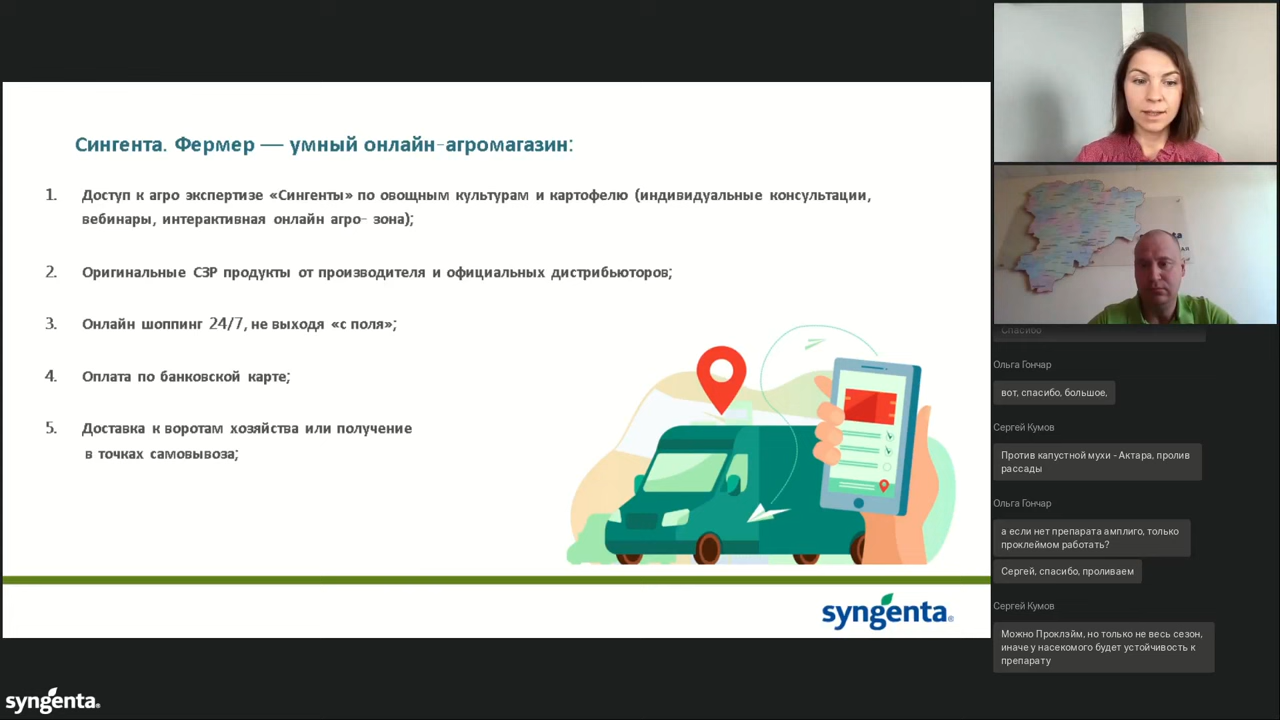 Сингента. Фермер — умный онлайн-агромагазин:
1. Доступ к агро экспертизе «Сингенты» по овощным культурам и картофелю (индивидуальные консультации,
вебинары, интерактивная онлайн агро- зона);
2. Оригинальные СЗР продукты от производителя и официальных дистрибьюторов;
3. Онлайн шоппинг 24/7, не выходя «с поля»;
4. Оплата по банковской карте;
5. Доставка к воротам хозяйства или получение
в точках самовывоза;
syngenta®
syngenta®
Спасибо
Ольга Гончар
вот, спасибо, большое,
Сергей Кумов
Против капустной мухи - Актара, пролив
рассады
Ольга Гончар
а если нет препарата амплиго, только
проклеймом работать?
Сергей, спасибо, проливаем
Сергей Кумов
Можно Проклэйм, но только не весь сезон,
иначе у насекомого будет устойчивость к
препарату